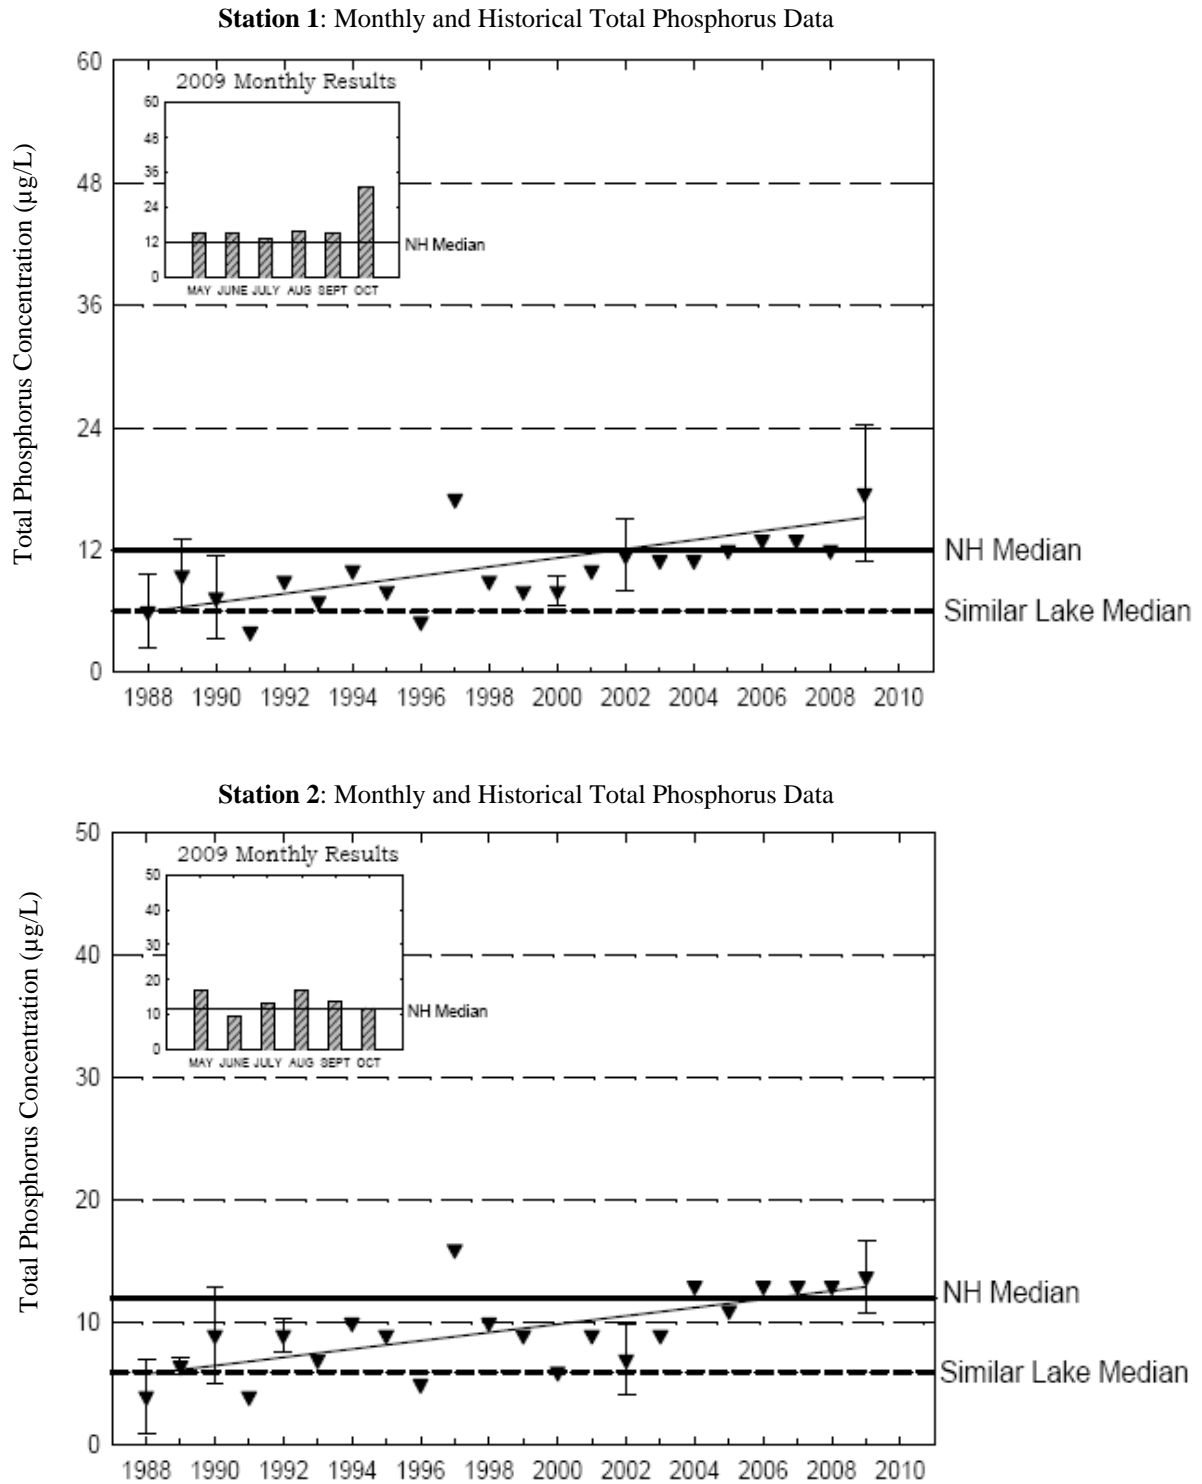 Station 1: Monthly and Historical Total Phosphorus Data
Total Phosphorus Concentration (µg/L)
60
48
36
24
12
0
2009 Monthly Results
60
48
36
24
12
0
NH Median
MAY JUNE JULY AUG SEPT OCT
NH Median
Similar Lake Median
1988 1990 1992 1994 1996 1998 2000 2002 2004 2006 2008 2010
Station 2: Monthly and Historical Total Phosphorus Data
Total Phosphorus Concentration (µg/L)
50
40
30
20
10
0
2009 Monthly Results
50
40
30
20
10
0
NH Median
MAY JUNE JULY AUG SEPT OCT
NH Median
Similar Lake Median
1988 1990 1992 1994 1996 1998 2000 2002 2004 2006 2008 2010